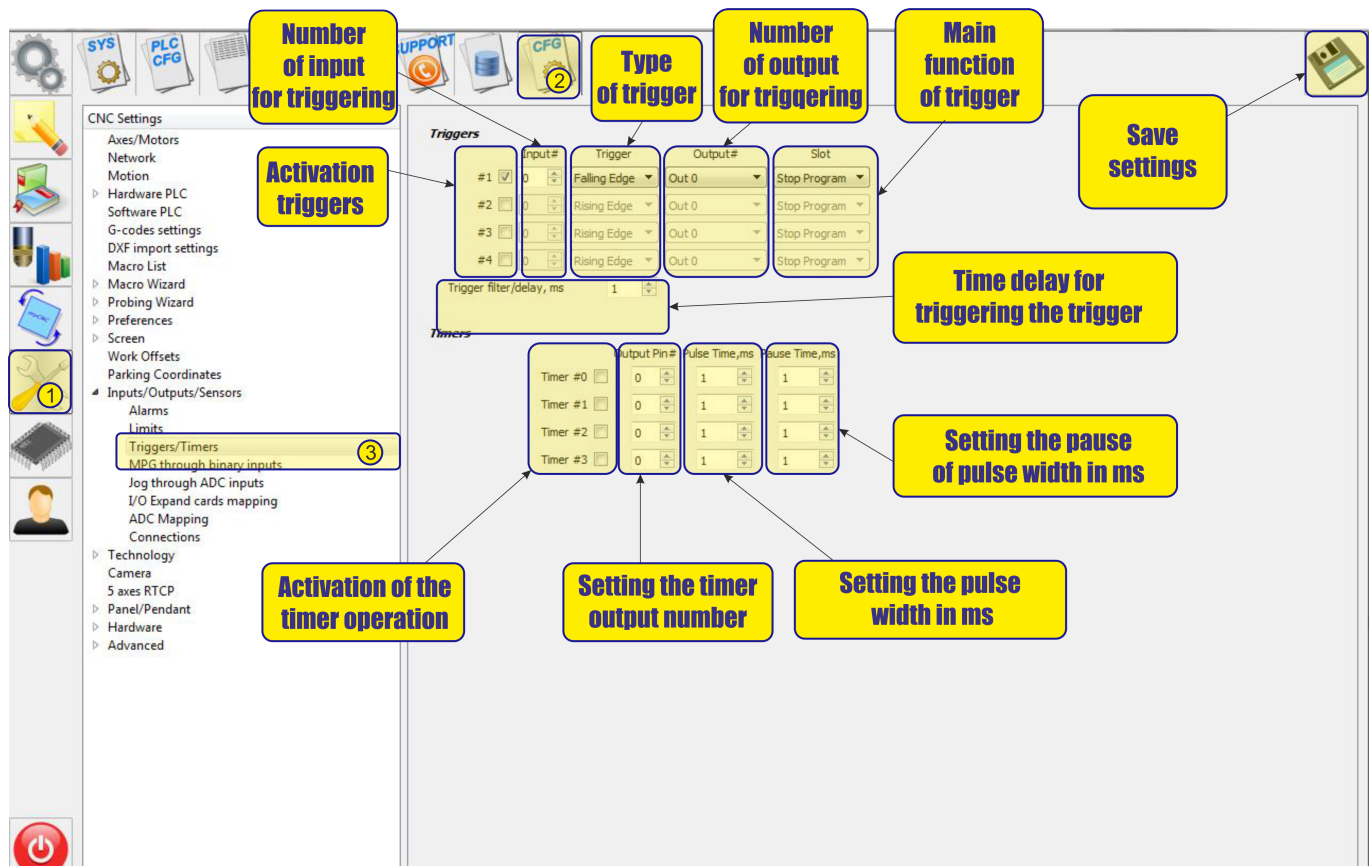 Number
of input
for triggering
Type
of trigger
Number
of output
for trigqering
Main
function
of trigger
Save
settings
SYS
PLC
CFG
SUPPORT
CFG
2
CNC Settings
Axes/Motors
Network
Motion
Hardware PLC
Software PLC
G-codes settings
DXF import settings
Macro List
Macro Wizard
Probing Wizard
Preferences
Screen
Work Offsets
Parking Coordinates
Inputs/Outputs/Sensors
Alarms
Limits
Triggers/Timers
3
MPG through binary inputs
Jog through ADC inputs
I/O Expand cards mapping
ADC Mapping
Connections
Technology
Camera
5 axes RTCP
Panel/Pendant
Hardware
Advanced
myCNC
1
Activation
triggers
Triggers
Input# Trigger Output# Slot
#1 0 Falling Edge Out 0 Stop Program
#2 0 Rising Edge Out 0 Stop Program
#3 0 Rising Edge Out 0 Stop Program
#4 0 Rising Edge Out 0 Stop Program
Trigger filter/delay, ms 1
Time delay for
triggering the trigger
Timers
Output Pin# Pulse Time,ms Pause Time,ms
Timer #0 0 1 1
Timer #1 0 1 1
Timer #2 0 1 1
Timer #3 0 1 1
Setting the pause
of pulse width in ms
Activation of the
timer operation
Setting the timer
output number
Setting the pulse
width in ms